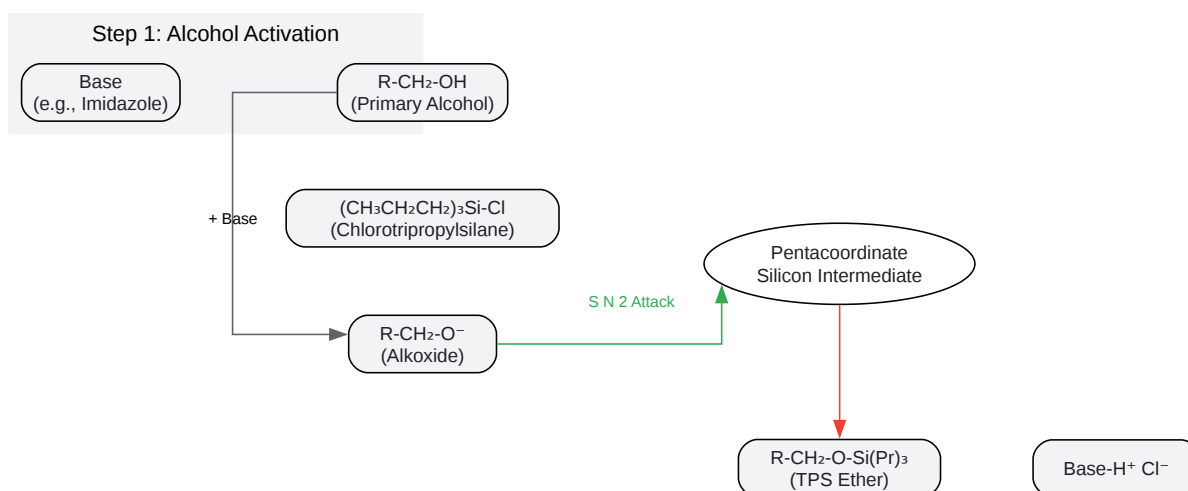 Step 1: Alcohol Activation
Base
(e.g., Imidazole)
R-CH₂-OH
(Primary Alcohol)
(CH₃CH₂CH₂)₃Si-Cl
(Chlorotripropylsilane)
+ Base
Pentacoordinate
Silicon Intermediate
S N 2 Attack
R-CH₂-O⁻
(Alkoxide)
R-CH₂-O-Si(Pr)₃
(TPS Ether)
Base-H⁺ Cl⁻